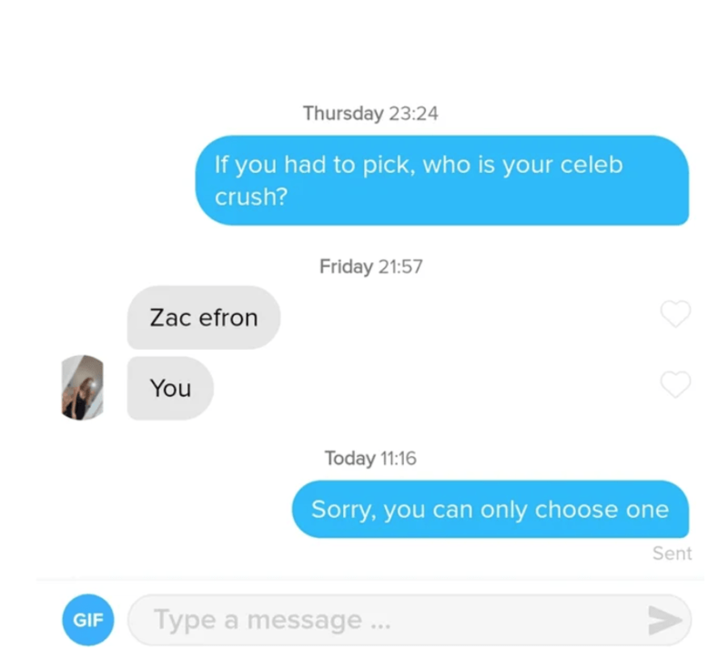 Thursday 23:24
If you had to pick, who is your celeb
crush?
Friday 21:57
Zac efron
You
Today 11:16
Sorry, you can only choose one
Sent
GIF
Type a message ...